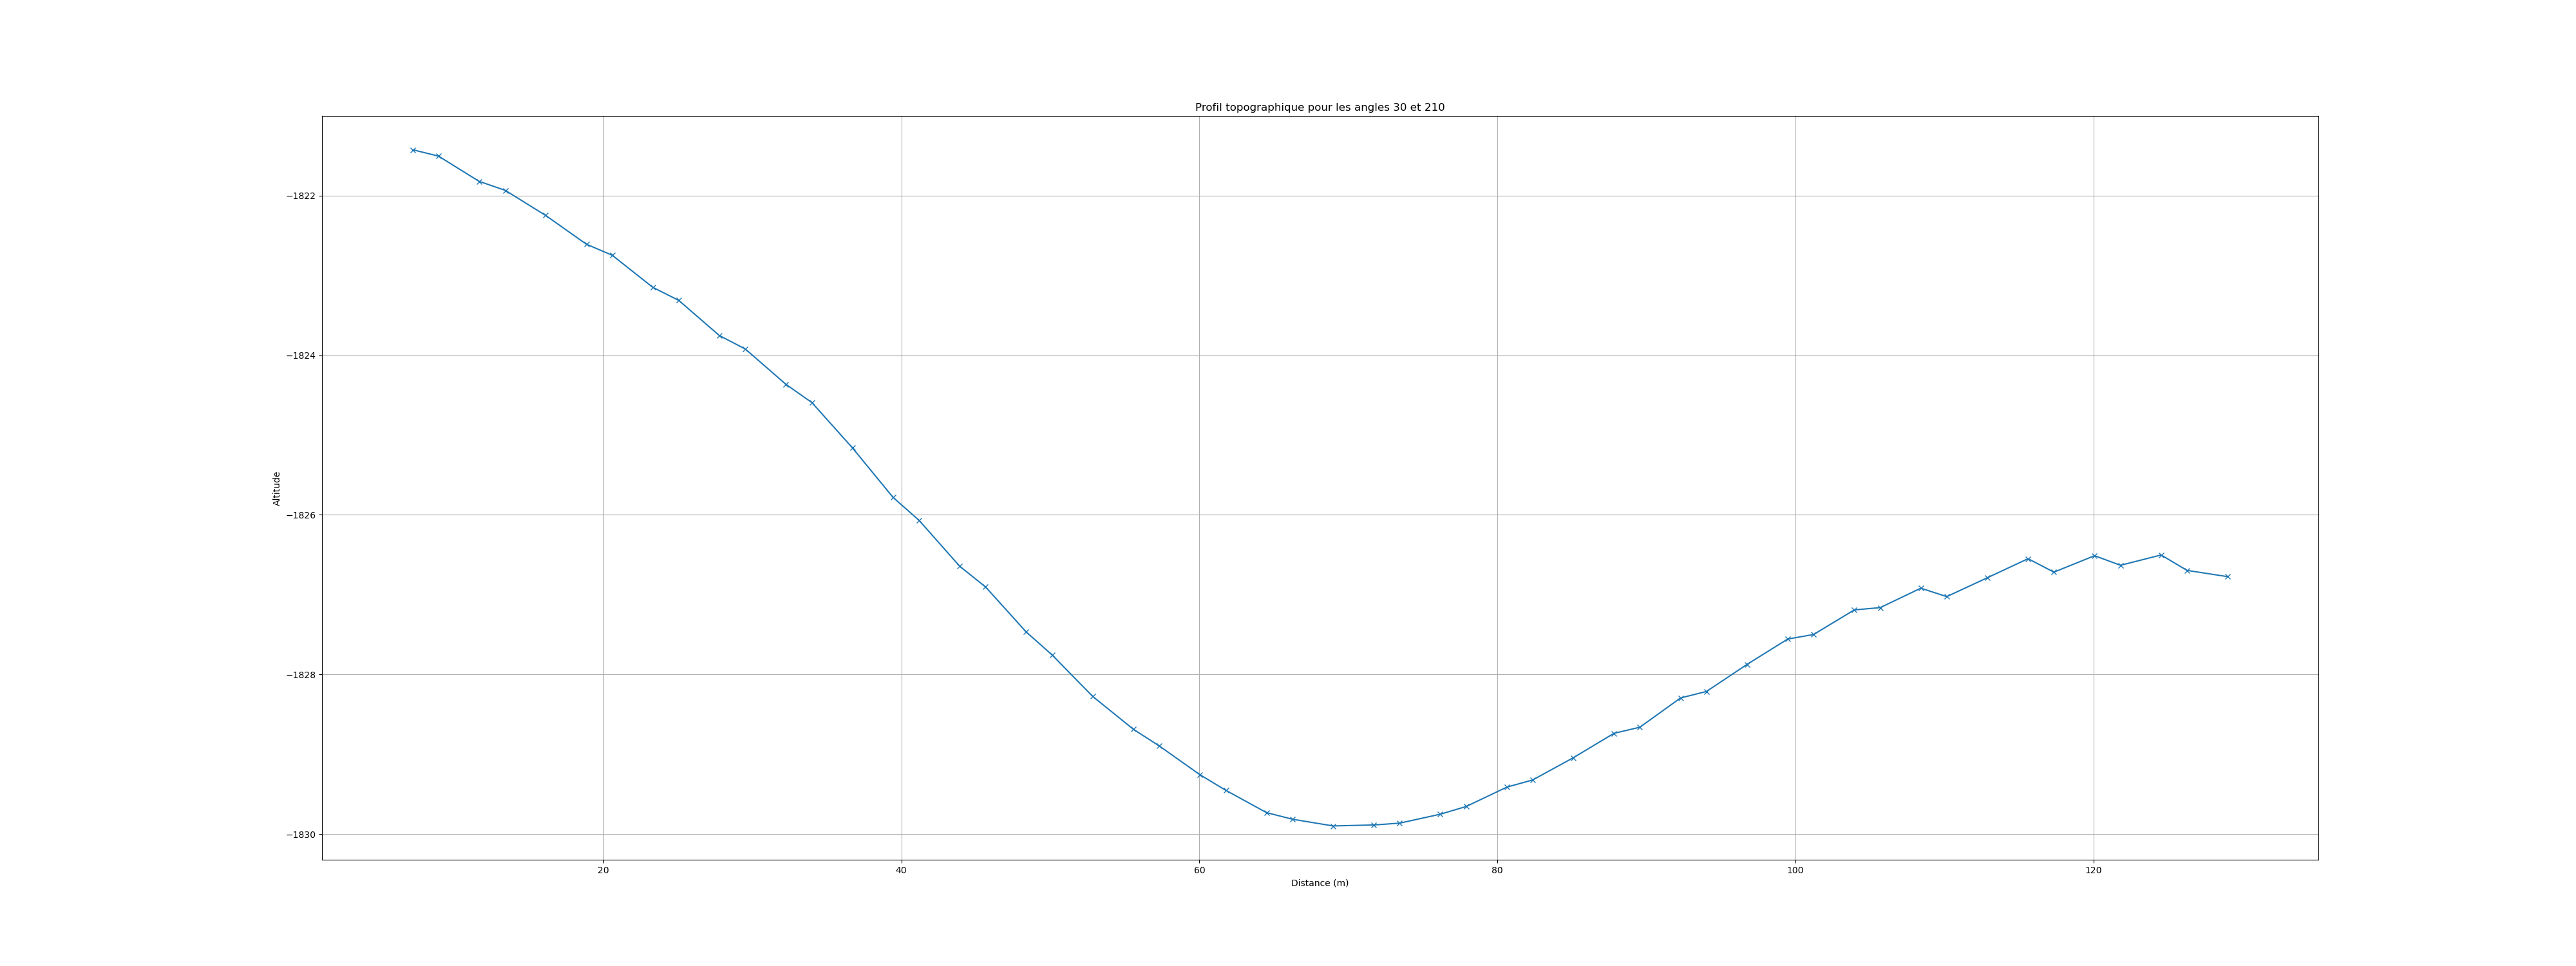 Profil topographique pour les angles 30 et 210
Altitude
−1822
−1824
−1826
−1828
−1830
20 40 60 80 100 120
Distance (m)